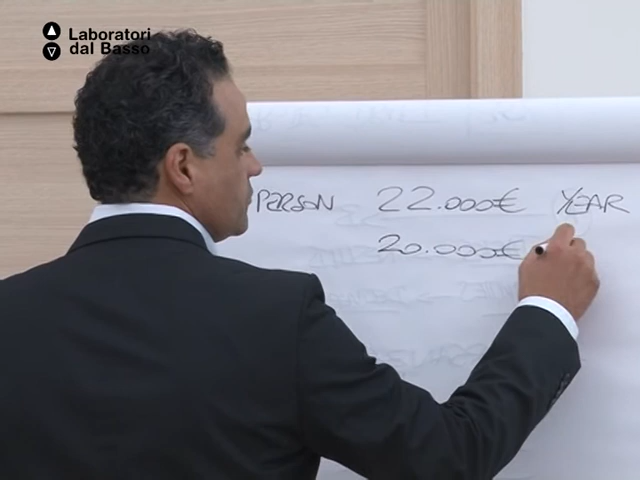 Laboratori
dal Basso
PERSON 22.000€ YEAR
20.000€